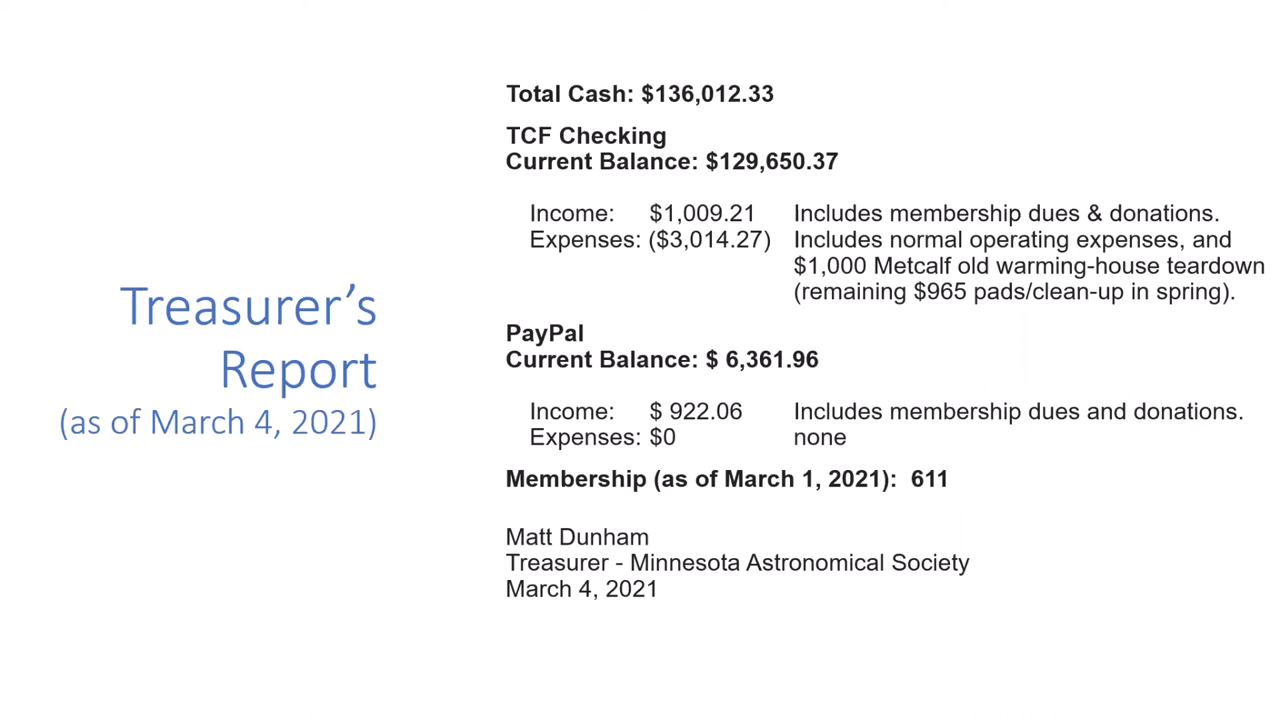 Treasurer's
Report
(as of March 4, 2021)
Total Cash: $136,012.33
TCF Checking
Current Balance: $129,650.37
Income: $1,009.21 Includes membership dues & donations.
Expenses: ($3,014.27) Includes normal operating expenses, and
$1,000 Metcalf old warming-house teardown
(remaining $965 pads/clean-up in spring).
PayPal
Current Balance: $ 6,361.96
Income: $ 922.06 Includes membership dues and donations.
Expenses: $0 none
Membership (as of March 1, 2021): 611
Matt Dunham
Treasurer - Minnesota Astronomical Society
March 4, 2021